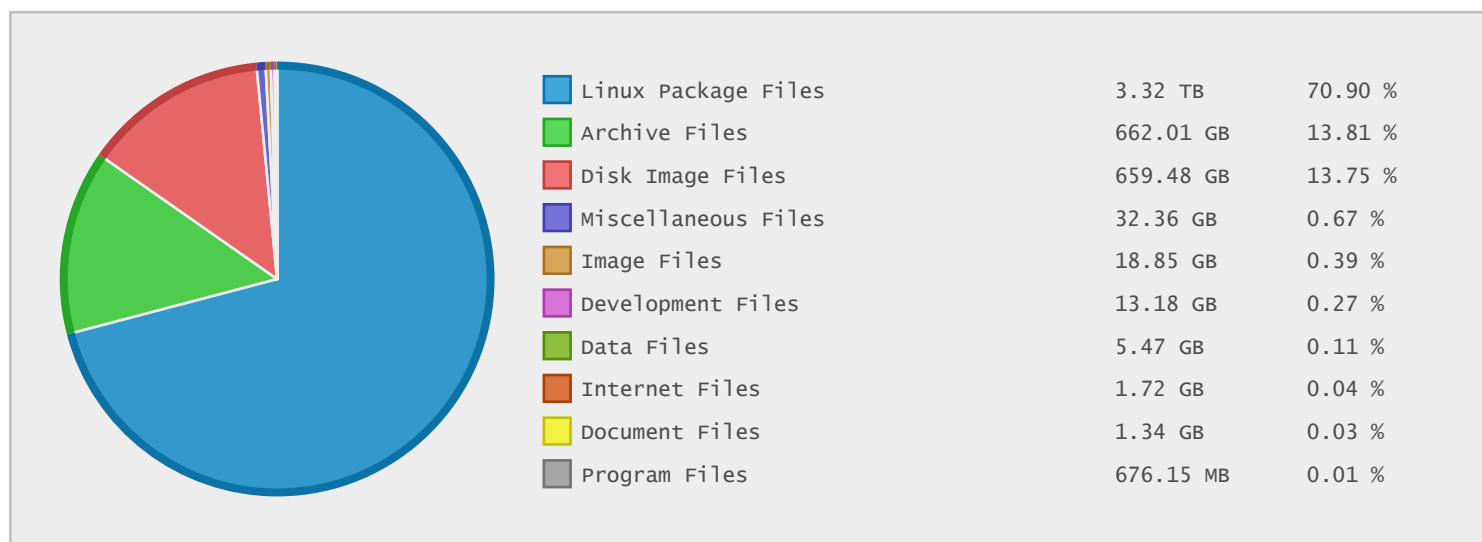 Linux Package Files 3.32 TB 70.90 %
Archive Files 662.01 GB 13.81 %
Disk Image Files 659.48 GB 13.75 %
Miscellaneous Files 32.36 GB 0.67 %
Image Files 18.85 GB 0.39 %
Development Files 13.18 GB 0.27 %
Data Files 5.47 GB 0.11 %
Internet Files 1.72 GB 0.04 %
Document Files 1.34 GB 0.03 %
Program Files 676.15 MB 0.01 %